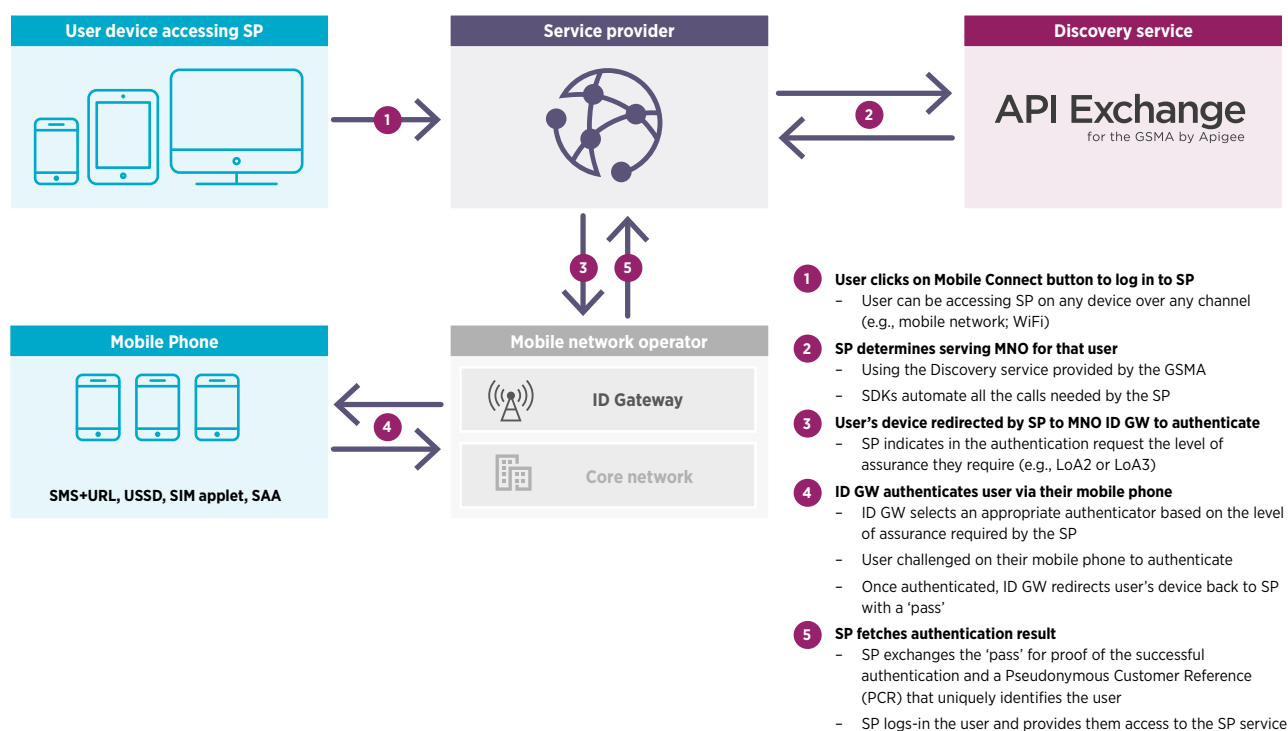 User device accessing SP
Service provider
Discovery service
1
2
API Exchange
for the GSMA by Apigee
3
5
Mobile Phone
SMS+URL, USSD, SIM applet, SAA
4
Mobile network operator
ID Gateway
Core network
1 User clicks on Mobile Connect button to log in to SP
– User can be accessing SP on any device over any channel
(e.g., mobile network; WiFi)
2 SP determines serving MNO for that user
– Using the Discovery service provided by the GSMA
– SDKs automate all the calls needed by the SP
3 User’s device redirected by SP to MNO ID GW to authenticate
– SP indicates in the authentication request the level of
assurance they require (e.g., LoA2 or LoA3)
4 ID GW authenticates user via their mobile phone
– ID GW selects an appropriate authenticator based on the level
of assurance required by the SP
– User challenged on their mobile phone to authenticate
– Once authenticated, ID GW redirects user’s device back to SP
with a ‘pass’
5 SP fetches authentication result
– SP exchanges the ‘pass’ for proof of the successful
authentication and a Pseudonymous Customer Reference
(PCR) that uniquely identifies the user
– SP logs-in the user and provides them access to the SP service